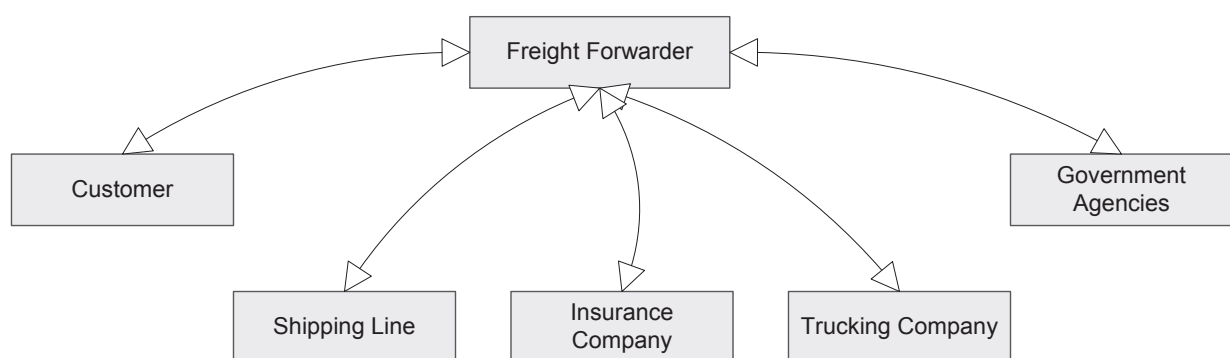 Freight Forwarder
Customer
Government
Agencies
Shipping Line
Insurance
Company
Trucking Company